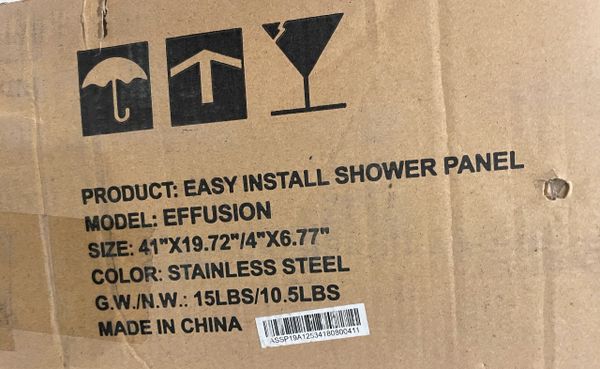 PRODUCT: EASY INSTALL SHOWER PANEL
MODEL: EFFUSION
SIZE: 41"X19.72"/4"X6.77"
COLOR: STAINLESS STEEL
G.W./N.W.: 15LBS/10.5LBS
MADE IN CHINA
ASSP19A12534180800411